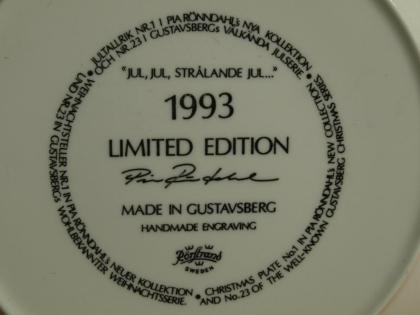 JULTALLRIK NR.1 I PIA RÖNNDAHLS NYA KOLLEKTION
OCH NR.23 I GUSTAVSBERGs VÄLKÄNDA JULSERIE.
• CHRISTMAS PLATE No.1 IN PIA RÖNNDAHL'S NEW COLLECTION,
• AND No.23 OF THE WELL-KNOWN GUSTAVSBERG CHRISTMAS SERIES.
• WEIHNACHTSTELLER NR.1 IN PIA RÖNNDAHL'S NEUER KOLLEKTION
UND NR.23 IN GUSTAVSBERGs WOHLBEKANNTER WEIHNACHTSSERIE.
"JUL, JUL, STRÅLANDE JUL..."
1993
LIMITED EDITION
Pia Rönndahl
MADE IN GUSTAVSBERG
HANDMADE ENGRAVING
Rörstrand
SWEDEN